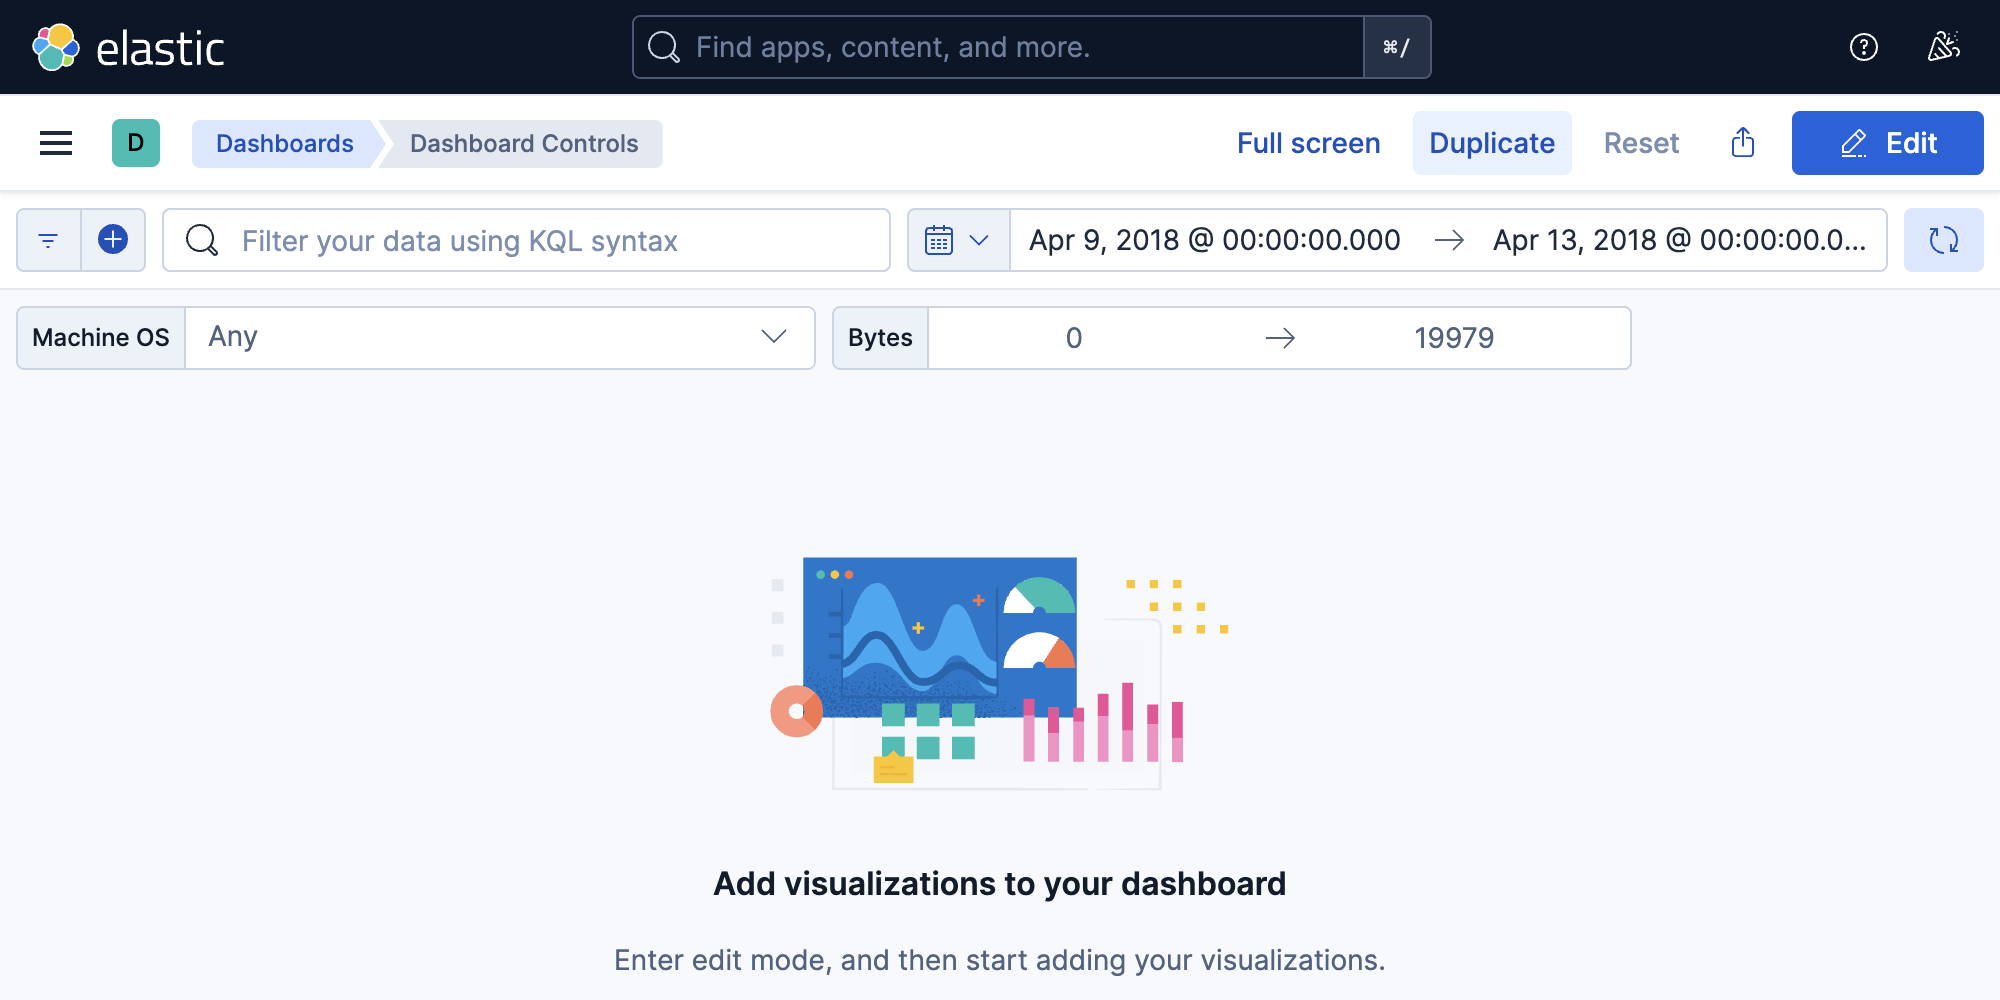 elastic
Find apps, content, and more.
⌘/
D
Dashboards
Dashboard Controls
Full screen
Duplicate
Reset
Edit
Filter your data using KQL syntax
Apr 9, 2018 @ 00:00:00.000 → Apr 13, 2018 @ 00:00:00.0...
Machine OS
Any
Bytes
0 → 19979
Add visualizations to your dashboard
Enter edit mode, and then start adding your visualizations.